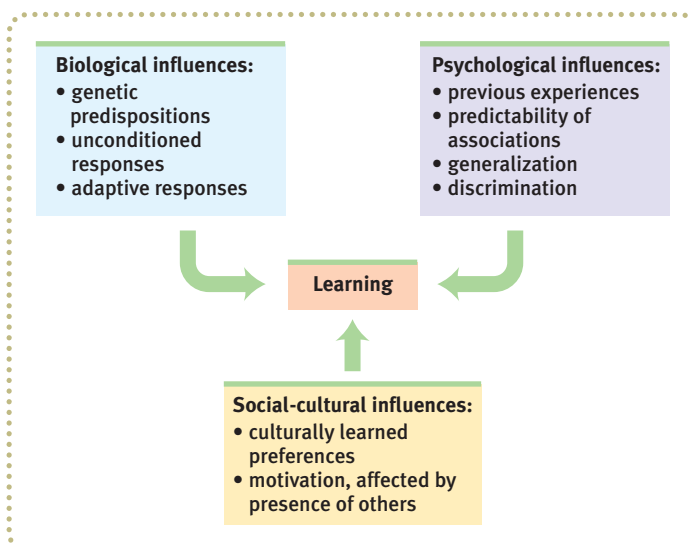 Biological influences:
• genetic
predispositions
• unconditioned
responses
• adaptive responses
Psychological influences:
• previous experiences
• predictability of
associations
• generalization
• discrimination
Learning
Social-cultural influences:
• culturally learned
preferences
• motivation, affected by
presence of others